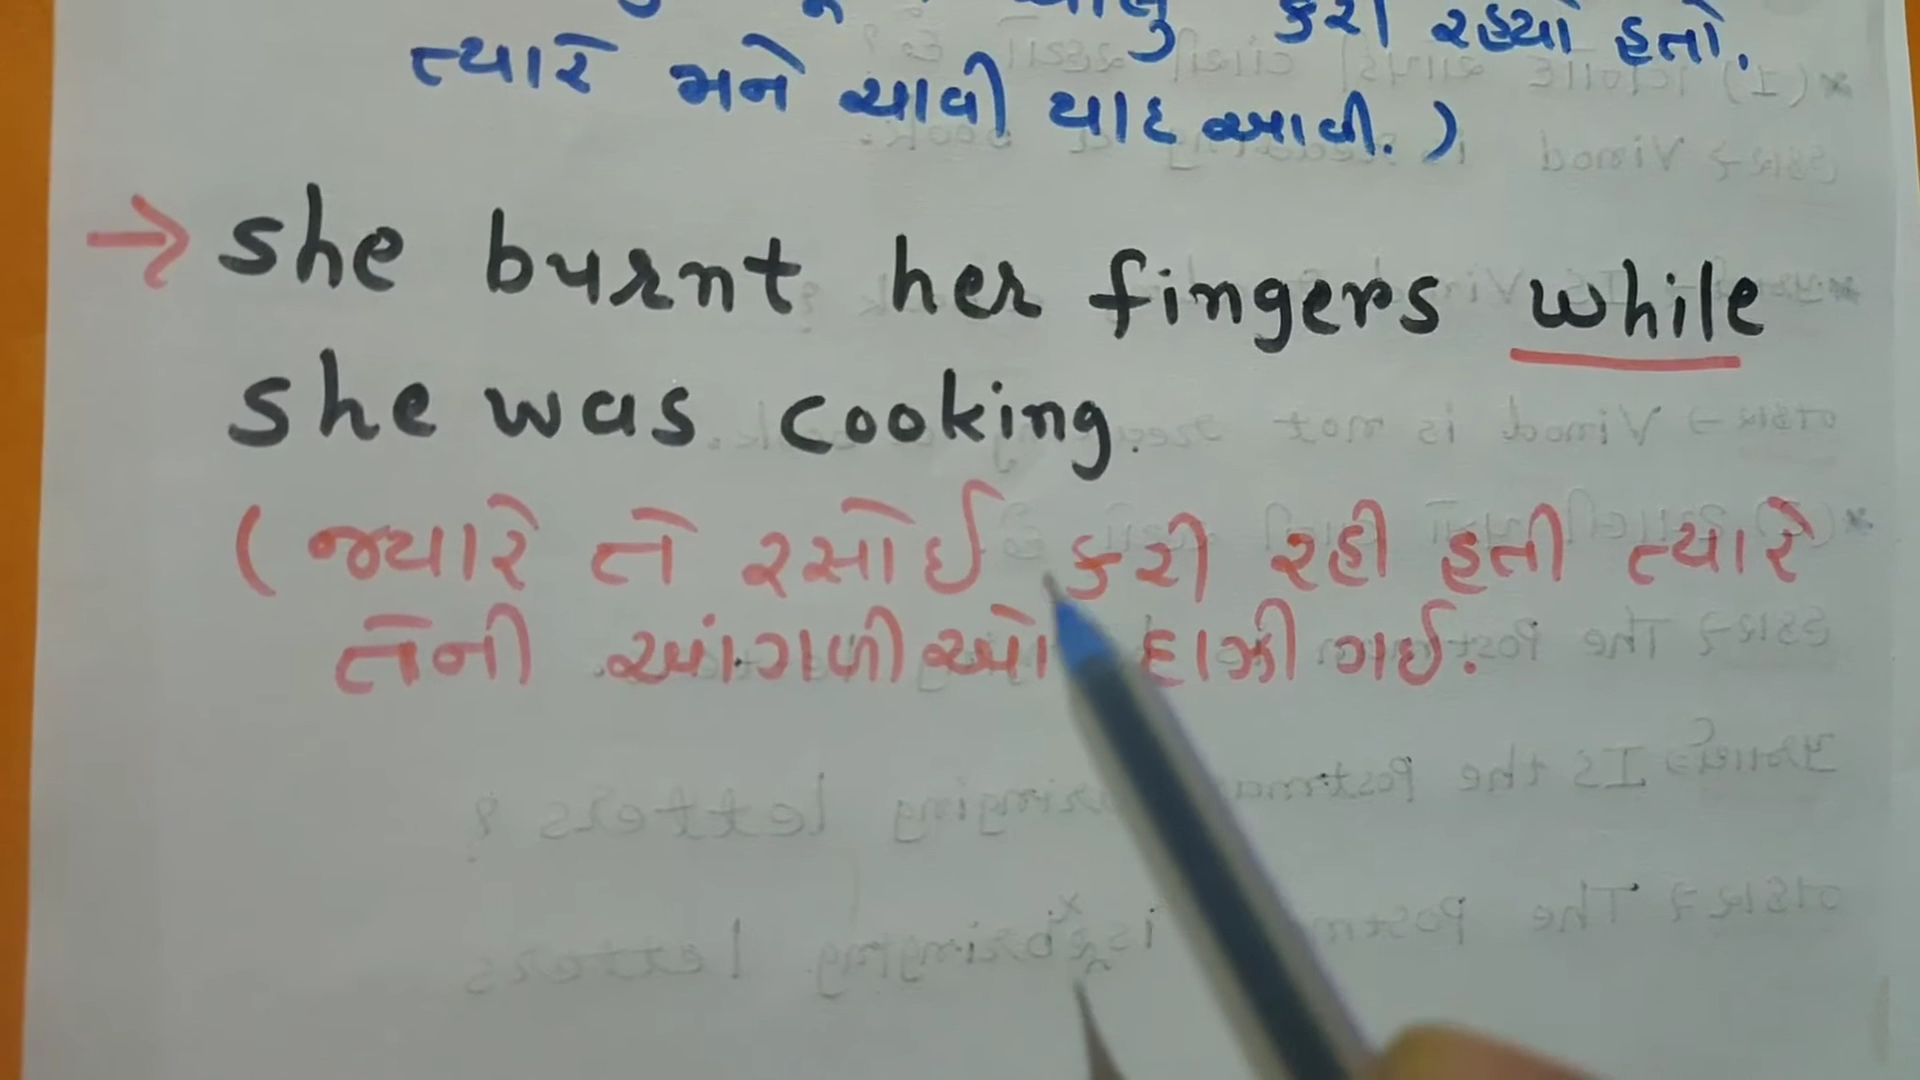 ચાલુ કરી રહ્યો હતો.
ત્યારે મને ચાવી યાદ આવી.)
→ she burnt her fingers while
she was cooking.
(જ્યારે તે રસોઈ કરી રહી હતી ત્યારે
તેની આંગળીઓ દાઝી ગઈ.